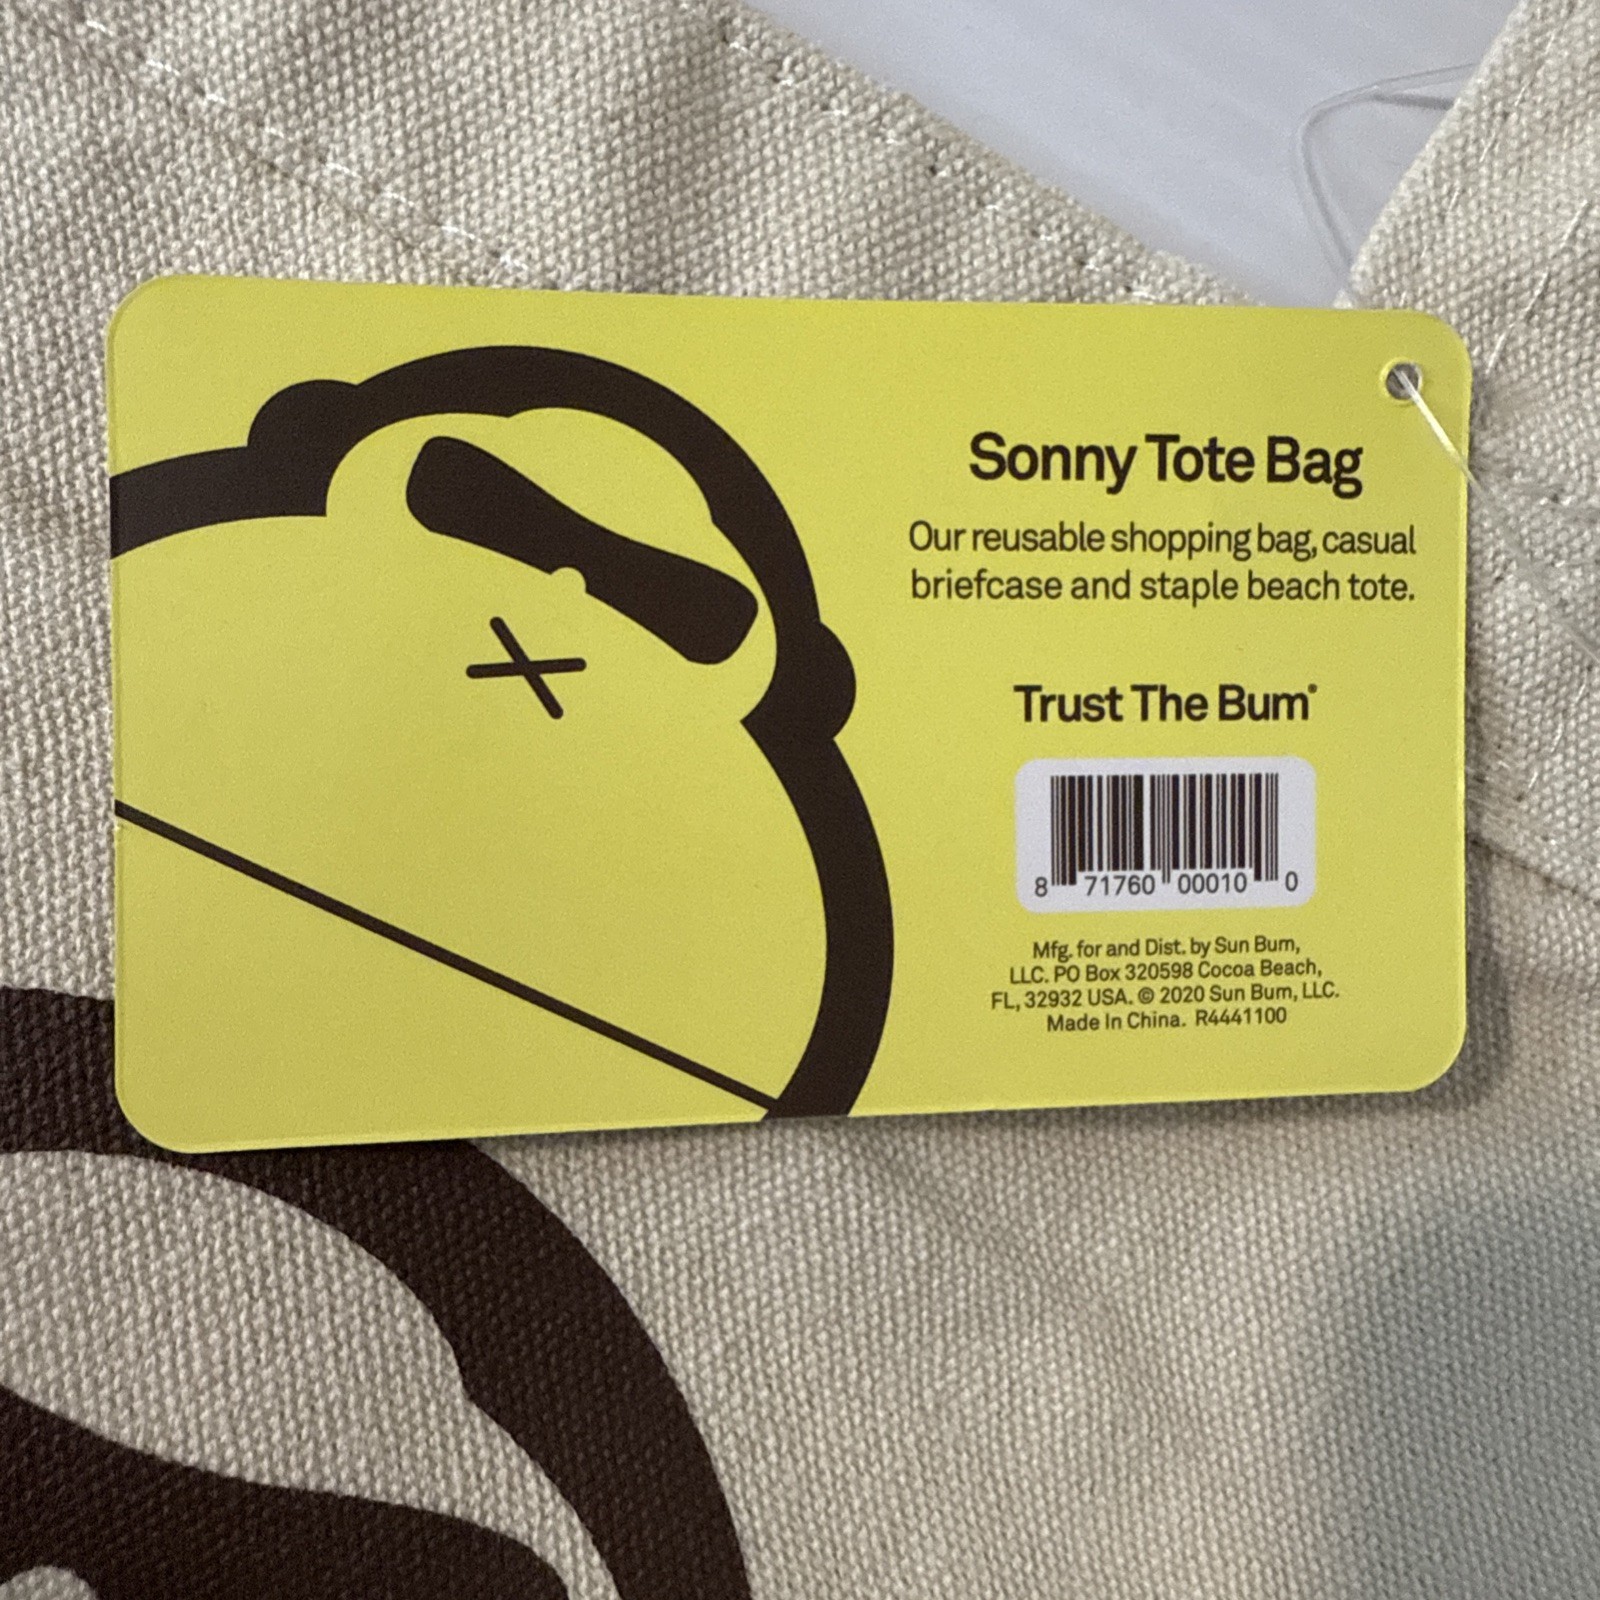 Sonny Tote Bag
Our reusable shopping bag, casual
briefcase and staple beach tote.
Trust The Bum®
8 71760 00010 0
Mfg. for and Dist. by Sun Bum,
LLC. PO Box 320598 Cocoa Beach,
FL, 32932 USA. © 2020 Sun Bum, LLC.
Made In China. R4441100